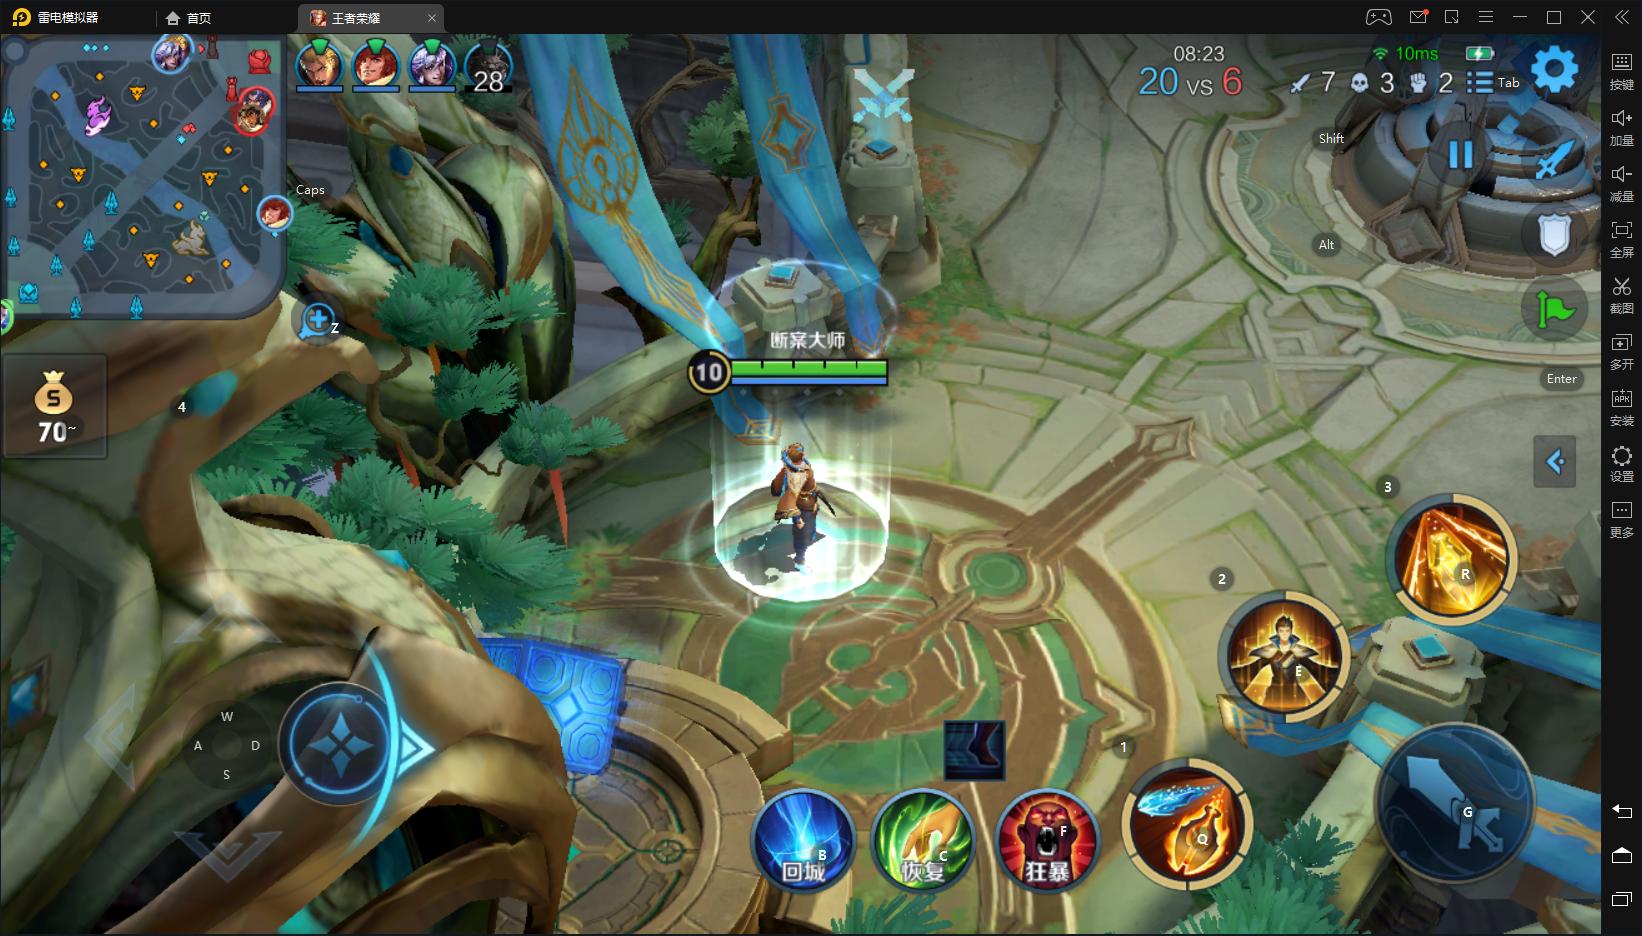 雷电模拟器
首页
王者荣耀
28
08:23
20 vs 6
10ms
7
3
2
Tab
Shift
Caps
Alt
Z
Enter
70~
4
断案大师
10
3
R
2
E
W
A
D
S
1
G
Q
B
回城
C
恢复
F
狂暴
按键
加量
减量
全屏
截图
多开
APK
安装
设置
更多